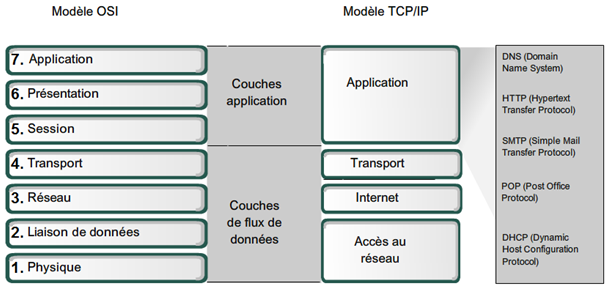 Modèle OSI
Modèle TCP/IP
7. Application
6. Présentation
5. Session
4. Transport
3. Réseau
2. Liaison de données
1. Physique
Couches
application
Couches
de flux de
données
Application
Transport
Internet
Accès au
réseau
DNS (Domain
Name System)
HTTP (Hypertext
Transfer Protocol)
SMTP (Simple Mail
Transfer Protocol)
POP (Post Office
Protocol)
DHCP (Dynamic
Host Configuration
Protocol)